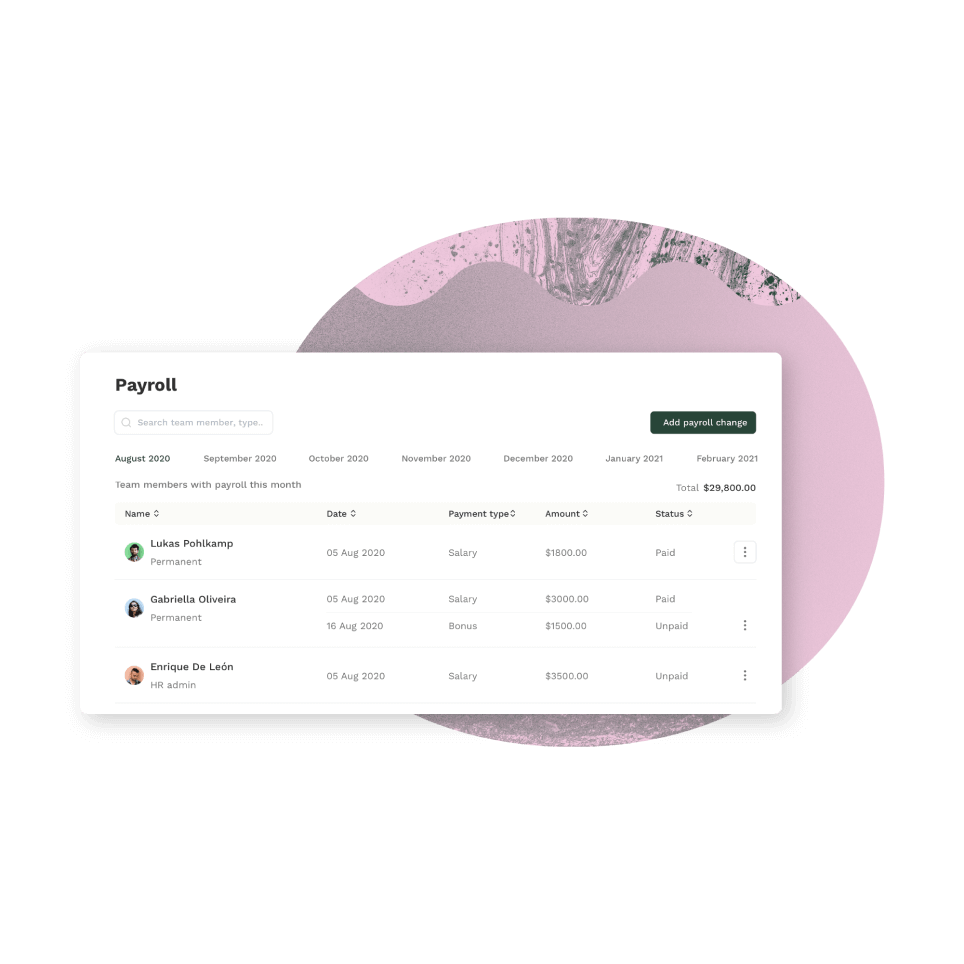 Payroll
Search team member, type..
Add payroll change
August 2020 September 2020 October 2020 November 2020 December 2020 January 2021 February 2021
Team members with payroll this month
Total $29,800.00
Name Date Payment type Amount Status
Lukas Pohlkamp
Permanent
05 Aug 2020 Salary $1800.00 Paid
Gabriella Oliveira
Permanent
05 Aug 2020 Salary $3000.00 Paid
16 Aug 2020 Bonus $1500.00 Unpaid
Enrique De León
HR admin
05 Aug 2020 Salary $3500.00 Unpaid